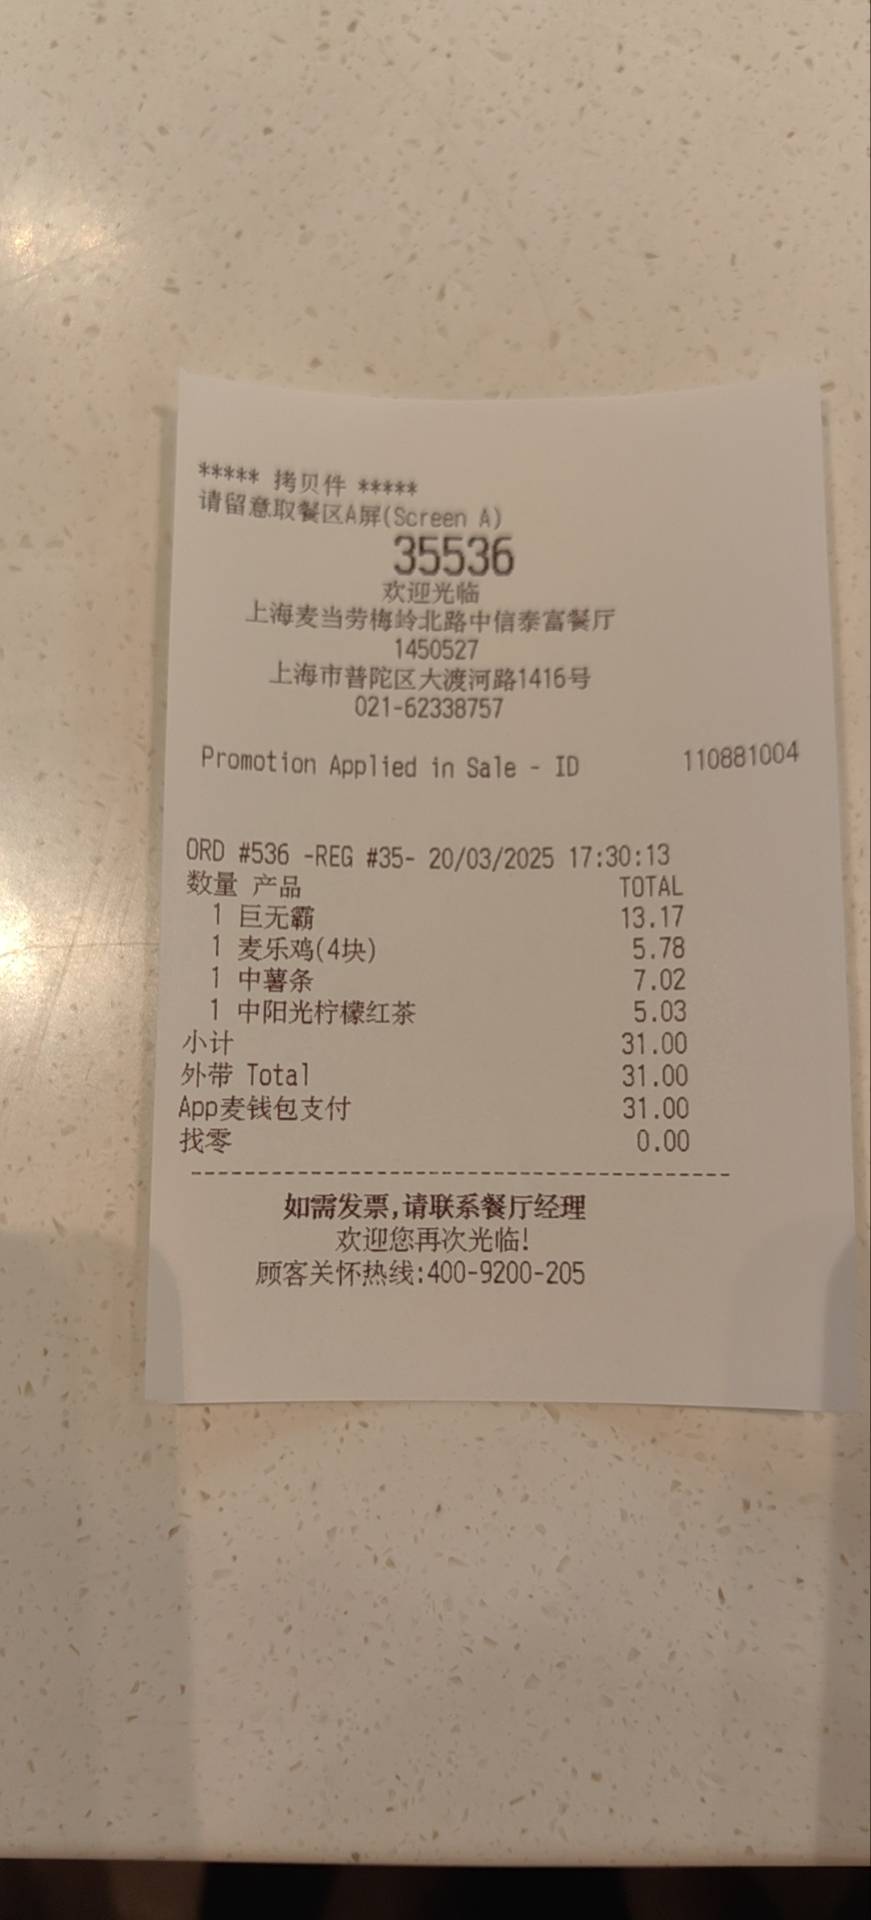 ***** 拷贝件 *****
请留意取餐区A屏(Screen A)
35536
欢迎光临
上海麦当劳梅岭北路中信泰富餐厅
1450527
上海市普陀区大渡河路1416号
021-62338757
Promotion Applied in Sale - ID 110881004
ORD #536 -REG #35- 20/03/2025 17:30:13
数量 产品 TOTAL
1 巨无霸 13.17
1 麦乐鸡(4块) 5.78
1 中薯条 7.02
1 中阳光柠檬红茶 5.03
小计 31.00
外带 Total 31.00
App麦钱包支付 31.00
找零 0.00
------------------------------------------
如需发票,请联系餐厅经理
欢迎您再次光临!
顾客关怀热线:400-9200-205